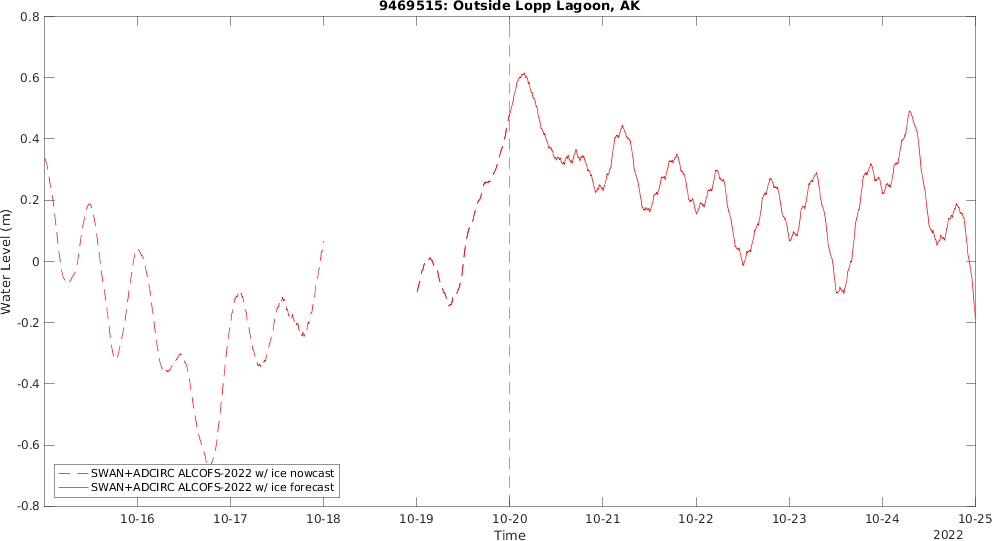 9469515: Outside Lopp Lagoon, AK
0.8
0.6
0.4
0.2
0
-0.2
-0.4
-0.6
-0.8
Water Level (m)
SWAN+ADCIRC ALCOFS-2022 w/ ice nowcast
SWAN+ADCIRC ALCOFS-2022 w/ ice forecast
10-16 10-17 10-18 10-19 10-20 10-21 10-22 10-23 10-24 10-25
Time
2022